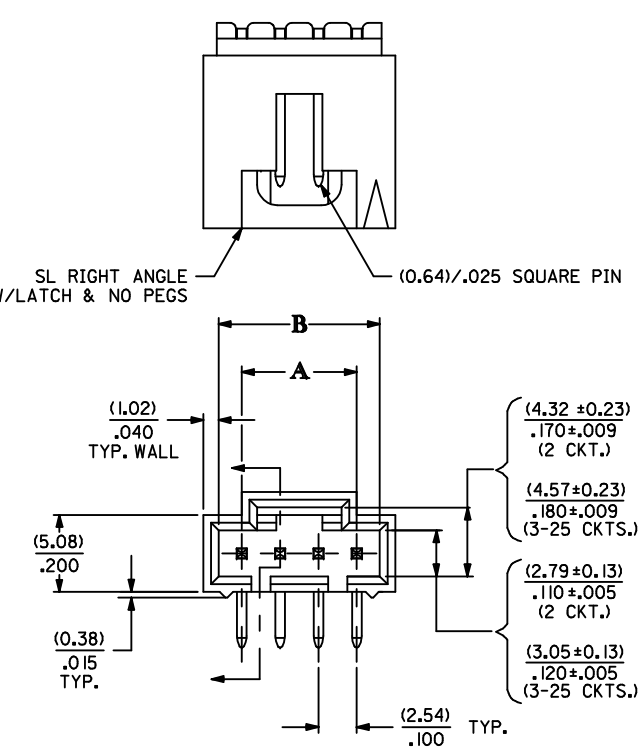 SL RIGHT ANGLE
W/LATCH & NO PEGS
(0.64)/.025 SQUARE PIN
B
A
(1.02)
.040
TYP. WALL
(4.32 ±0.23)
.170±.009
(2 CKT.)
(4.57±0.23)
.180±.009
(3-25 CKTS.)
(5.08)
.200
(2.79±0.13)
.110±.005
(2 CKT.)
(0.38)
.015
TYP.
(3.05±0.13)
.120±.005
(3-25 CKTS.)
(2.54)
.100
TYP.